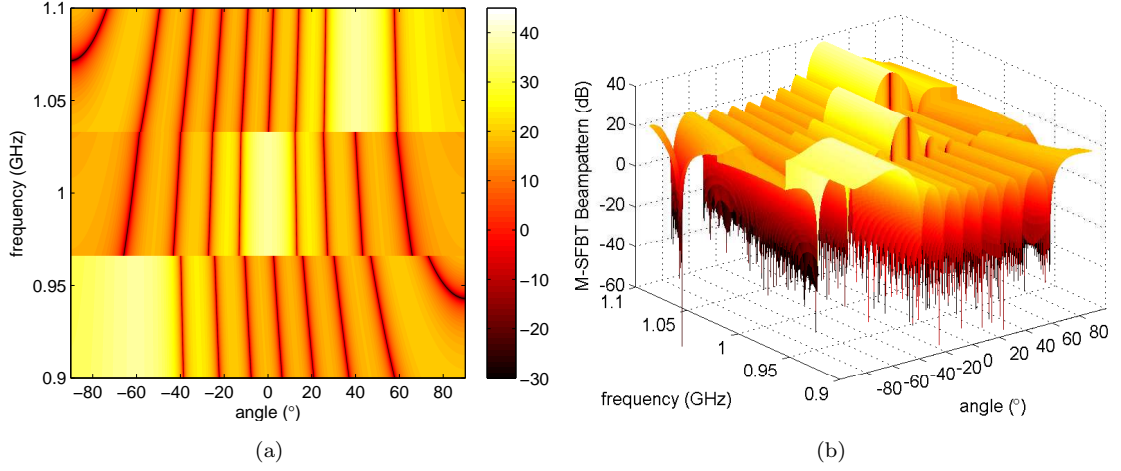 1.1
1.05
1
0.95
0.9
frequency (GHz)
−80 −60 −40 −20 0 20 40 60 80
angle (°)
40
30
20
10
0
−10
−20
−30
(a)
M-SFBT Beampattern (dB)
40
20
0
-20
-40
-60
1.1
1.05
1
0.95
0.9
frequency (GHz)
-80 -60 -40 -20 0 20 40 60 80
angle (°)
(b)